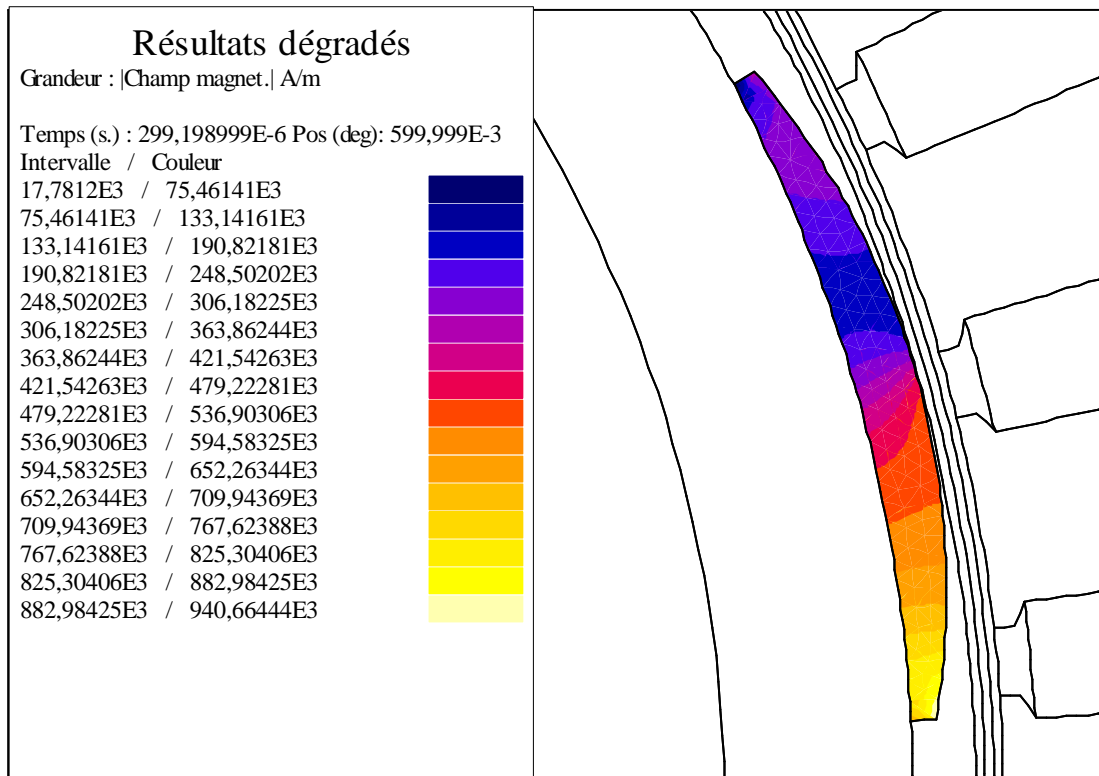 Résultats dégradés
Grandeur : |Champ magnet.| A/m
Temps (s.) : 299,198999E-6 Pos (deg): 599,999E-3
Intervalle / Couleur
17,7812E3 / 75,46141E3
75,46141E3 / 133,14161E3
133,14161E3 / 190,82181E3
190,82181E3 / 248,50202E3
248,50202E3 / 306,18225E3
306,18225E3 / 363,86244E3
363,86244E3 / 421,54263E3
421,54263E3 / 479,22281E3
479,22281E3 / 536,90306E3
536,90306E3 / 594,58325E3
594,58325E3 / 652,26344E3
652,26344E3 / 709,94369E3
709,94369E3 / 767,62388E3
767,62388E3 / 825,30406E3
825,30406E3 / 882,98425E3
882,98425E3 / 940,66444E3